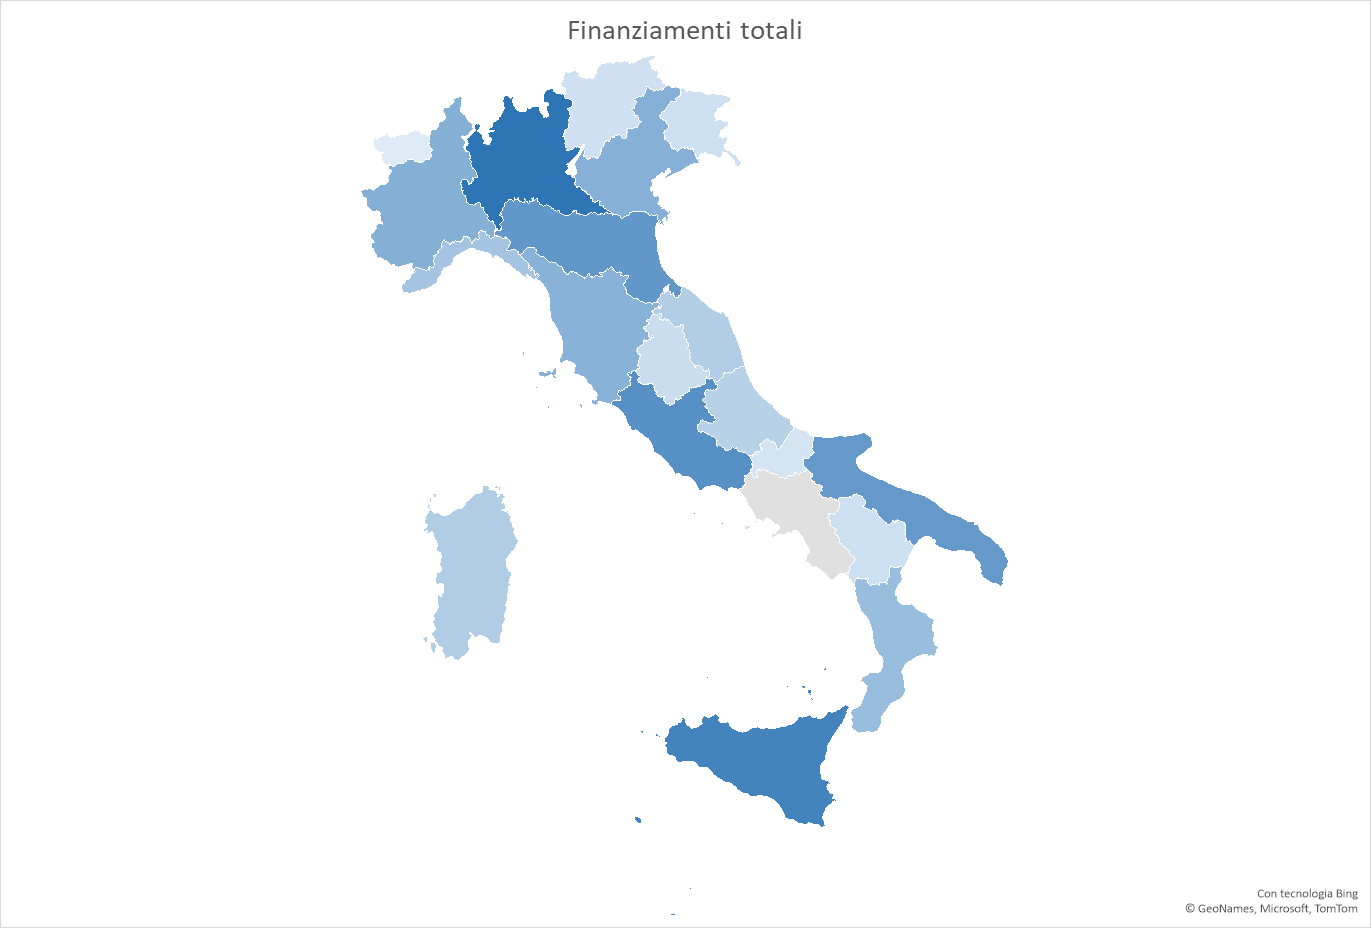 Finanziamenti totali
Con tecnologia Bing
© GeoNames, Microsoft, TomTom